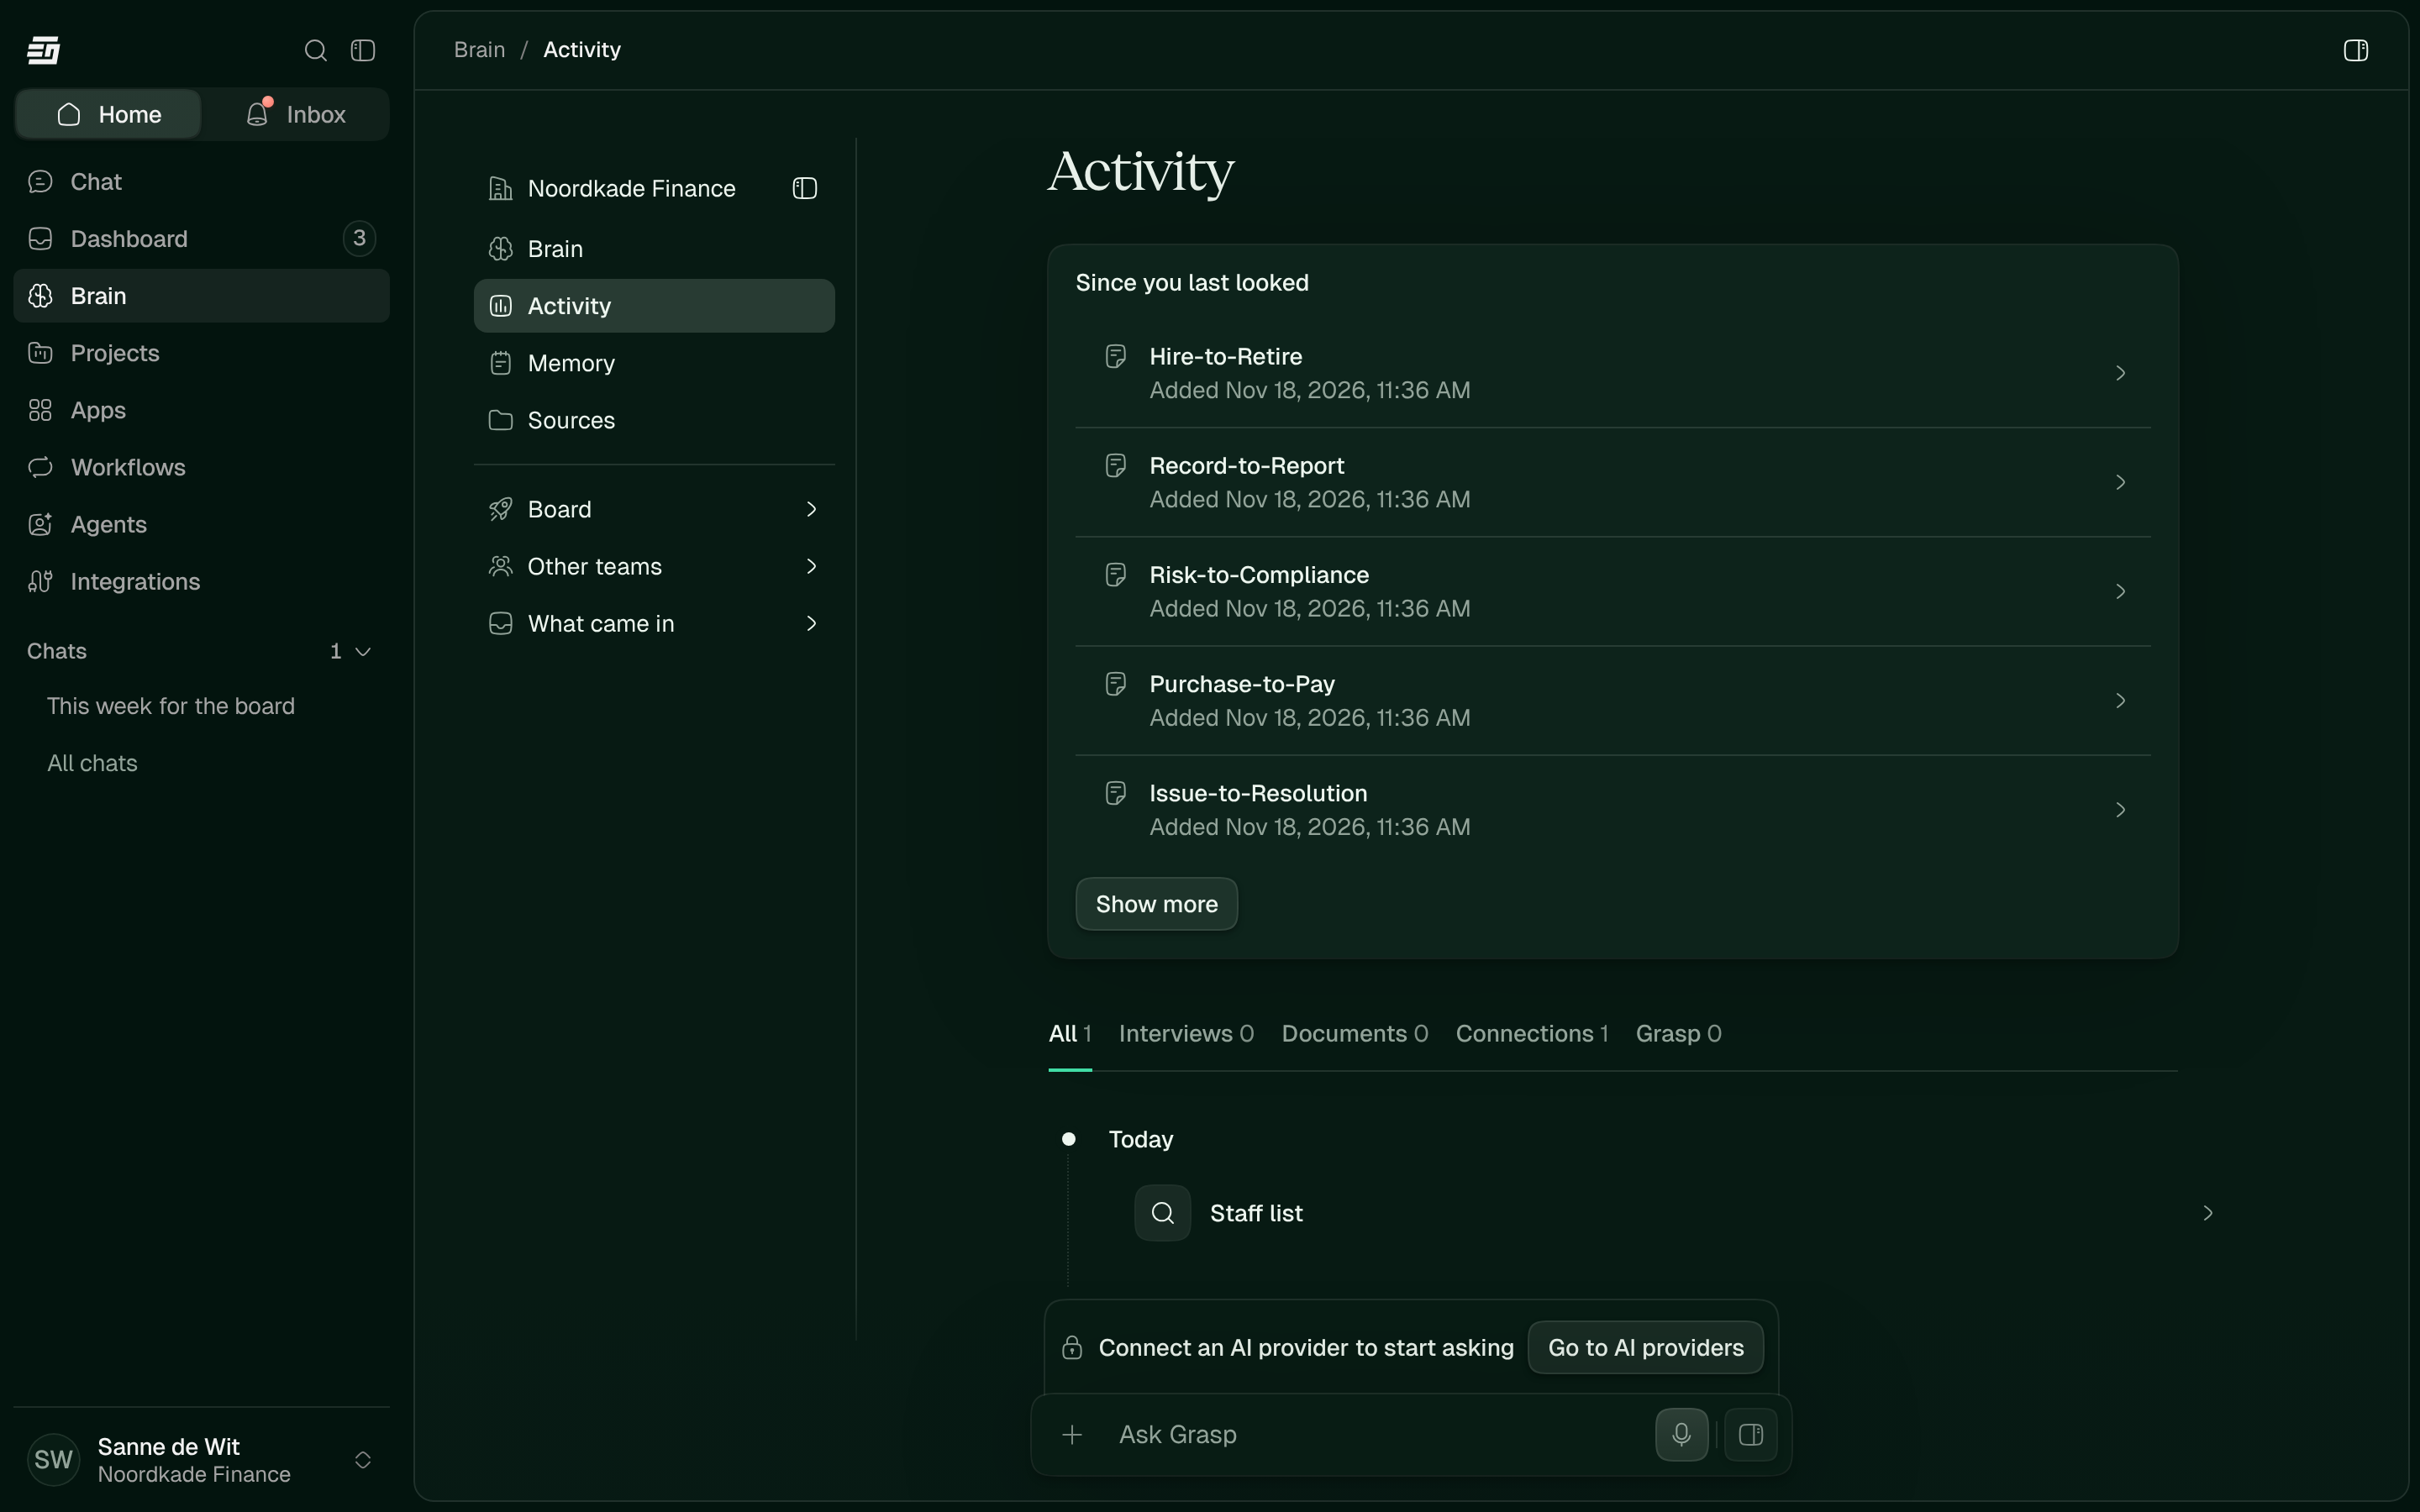 Home
Inbox
Chat
Dashboard
3
Brain
Projects
Apps
Workflows
Agents
Integrations
Chats
1
This week for the board
All chats
SW
Sanne de Wit
Noordkade Finance
Brain / Activity
Noordkade Finance
Brain
Activity
Memory
Sources
Board
Other teams
What came in
Activity
Since you last looked
Hire-to-Retire
Added Nov 18, 2026, 11:36 AM
Record-to-Report
Added Nov 18, 2026, 11:36 AM
Risk-to-Compliance
Added Nov 18, 2026, 11:36 AM
Purchase-to-Pay
Added Nov 18, 2026, 11:36 AM
Issue-to-Resolution
Added Nov 18, 2026, 11:36 AM
Show more
All 1 Interviews 0 Documents 0 Connections 1 Grasp 0
Today
Staff list
Connect an AI provider to start asking
Go to AI providers
Ask Grasp